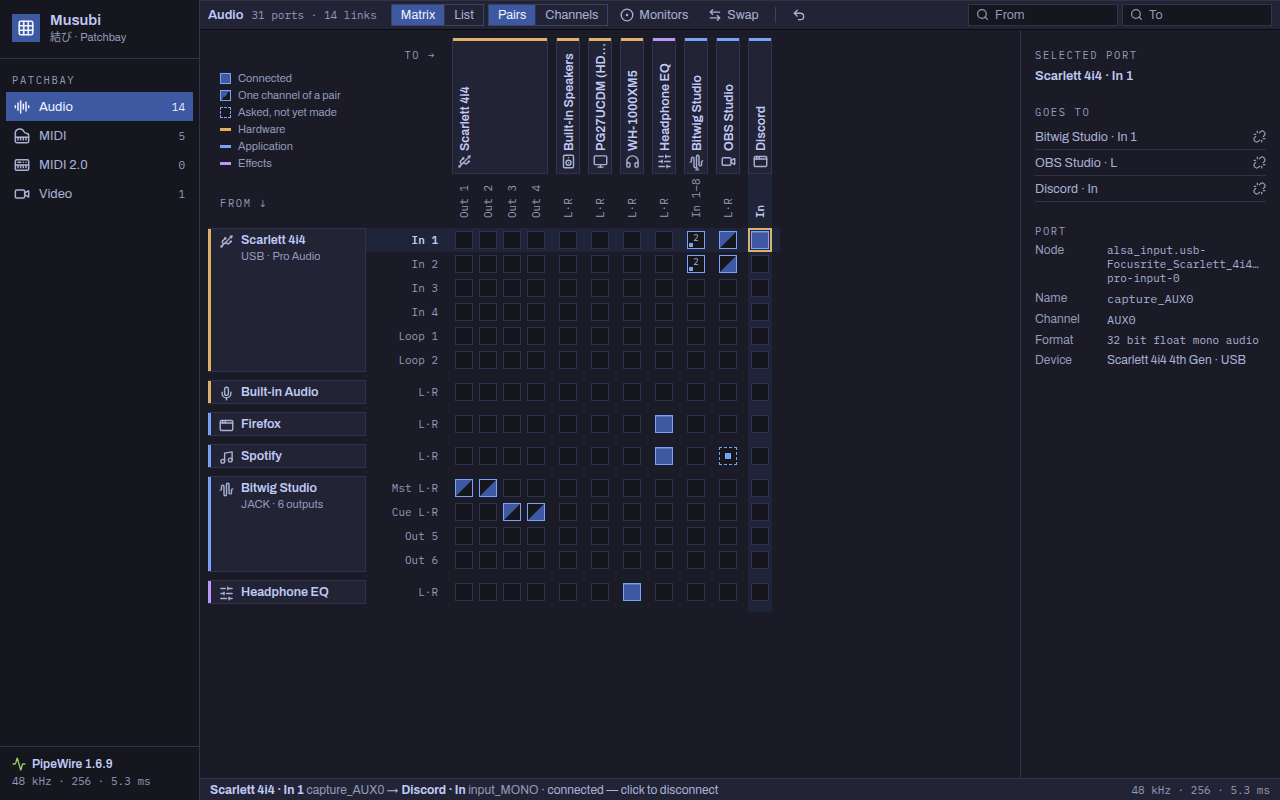 Musubi
結び · Patchbay
PATCHBAY
Audio 14
MIDI 5
MIDI 2.0 0
Video 1
PipeWire 1.6.9
48 kHz · 256 · 5.3 ms
Audio 31 ports · 14 links Matrix List Pairs Channels Monitors Swap From To
TO →
Connected
One channel of a pair
Asked, not yet made
Hardware
Application
Effects
FROM ↓
Scarlett 4i4
Built-in Speakers
PG27UCDM (HD…
WH-1000XM5
Headphone EQ
Bitwig Studio
OBS Studio
Discord
Out 1
Out 2
Out 3
Out 4
L·R
L·R
L·R
L·R
In 1–8
L·R
In
Scarlett 4i4
USB · Pro Audio
In 1 2
In 2 2
In 3
In 4
Loop 1
Loop 2
Built-in Audio L·R
Firefox L·R
Spotify L·R
Bitwig Studio
JACK · 6 outputs
Mst L·R
Cue L·R
Out 5
Out 6
Headphone EQ L·R
SELECTED PORT
Scarlett 4i4 · In 1
GOES TO
Bitwig Studio · In 1
OBS Studio · L
Discord · In
PORT
Node alsa_input.usb-
Focusrite_Scarlett_4i4…
pro-input-0
Name capture_AUX0
Channel AUX0
Format 32 bit float mono audio
Device Scarlett 4i4 4th Gen · USB
Scarlett 4i4 · In 1 capture_AUX0 → Discord · In input_MONO · connected — click to disconnect 48 kHz · 256 · 5.3 ms